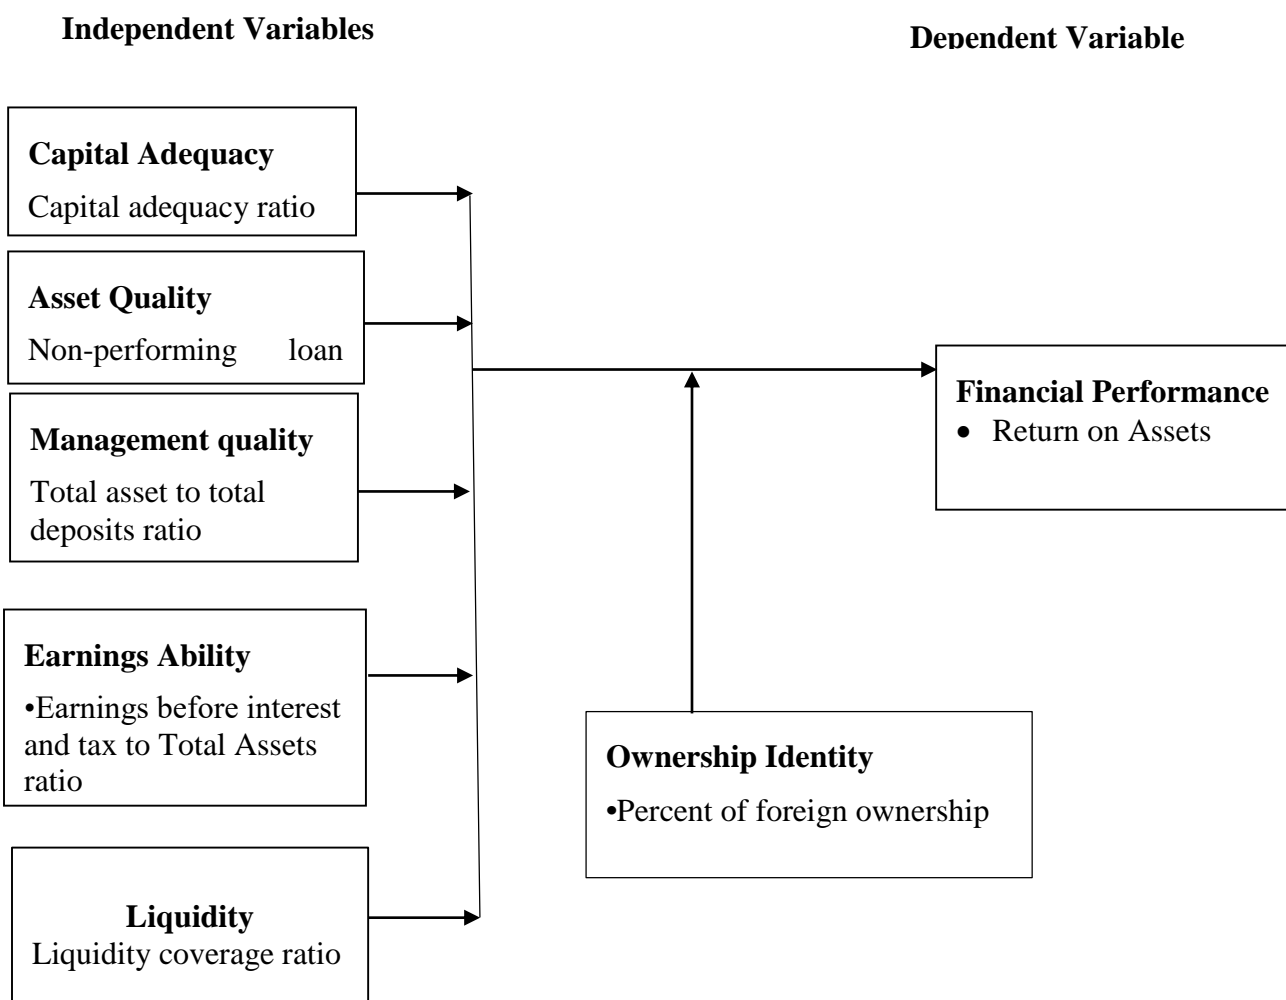 Independent Variables
Dependent Variable
Capital Adequacy
Capital adequacy ratio
Asset Quality
Non-performing loan
Management quality
Total asset to total
deposits ratio
Earnings Ability
•Earnings before interest
and tax to Total Assets
ratio
Liquidity
Liquidity coverage ratio
Financial Performance
• Return on Assets
Ownership Identity
•Percent of foreign ownership